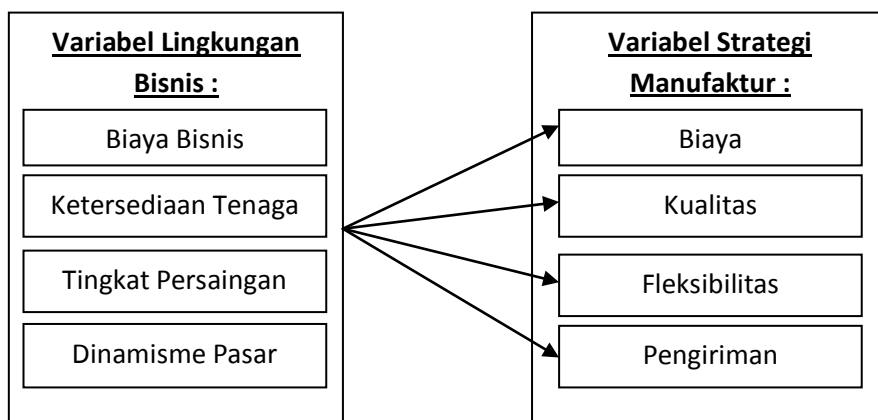 Variabel Lingkungan
Bisnis :
Biaya Bisnis
Ketersediaan Tenaga
Tingkat Persaingan
Dinamisme Pasar
Variabel Strategi
Manufaktur :
Biaya
Kualitas
Fleksibilitas
Pengiriman